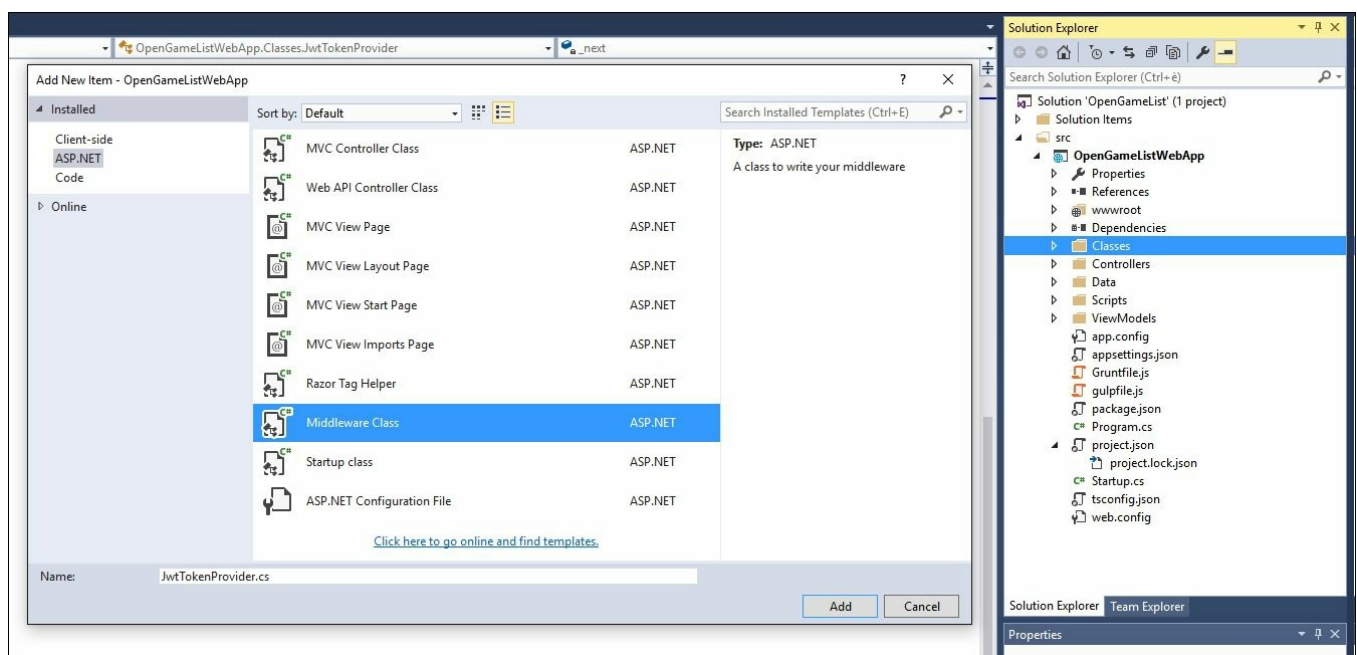 OpenGameListWebApp.Classes.JwtTokenProvider
_next
Add New Item - OpenGameListWebApp
?
Installed
Client-side
ASP.NET
Code
Online
Sort by: Default
Search Installed Templates (Ctrl+E)
C# MVC Controller Class ASP.NET
C# Web API Controller Class ASP.NET
C# MVC View Page ASP.NET
C# MVC View Layout Page ASP.NET
C# MVC View Start Page ASP.NET
C# MVC View Imports Page ASP.NET
C# Razor Tag Helper ASP.NET
C# Middleware Class ASP.NET
C# Startup class ASP.NET
ASP.NET Configuration File ASP.NET
Click here to go online and find templates.
Type: ASP.NET
A class to write your middleware
Name: JwtTokenProvider.cs
Add Cancel
Solution Explorer
Search Solution Explorer (Ctrl+è)
Solution 'OpenGameList' (1 project)
Solution Items
src
OpenGameListWebApp
Properties
References
wwwroot
Dependencies
Classes
Controllers
Data
Scripts
ViewModels
app.config
appsettings.json
Gruntfile.js
gulpfile.js
package.json
C# Program.cs
project.json
project.lock.json
C# Startup.cs
tsconfig.json
web.config
Solution Explorer Team Explorer
Properties